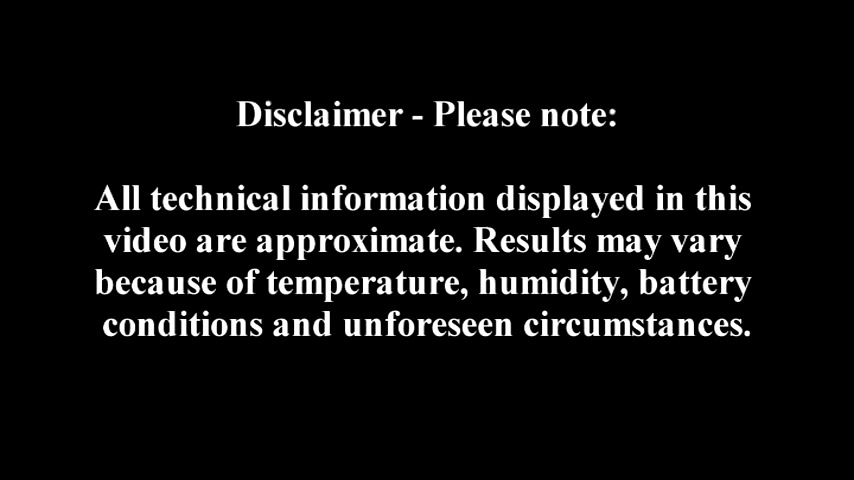 Disclaimer - Please note:
All technical information displayed in this
video are approximate. Results may vary
because of temperature, humidity, battery
conditions and unforeseen circumstances.